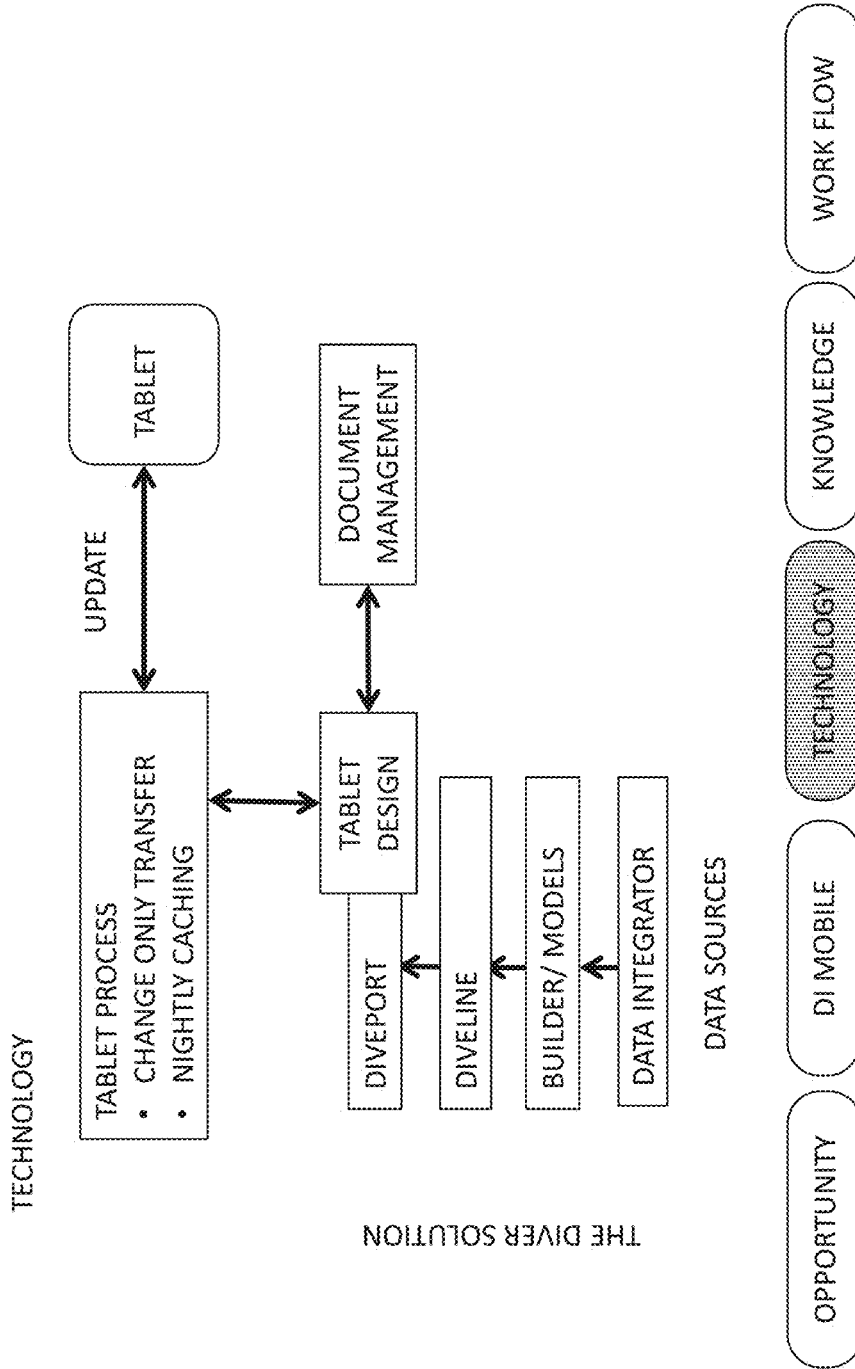 TECHNOLOGY
TABLET PROCESS
• CHANGE ONLY TRANSFER
• NIGHTLY CACHING
UPDATE
TABLET
THE DIVER SOLUTION
DIVEPORT
TABLET
DESIGN
DOCUMENT
MANAGEMENT
DIVELINE
BUILDER/ MODELS
DATA INTEGRATOR
DATA SOURCES
OPPORTUNITY
DI MOBILE
TECHNOLOGY
KNOWLEDGE
WORK FLOW